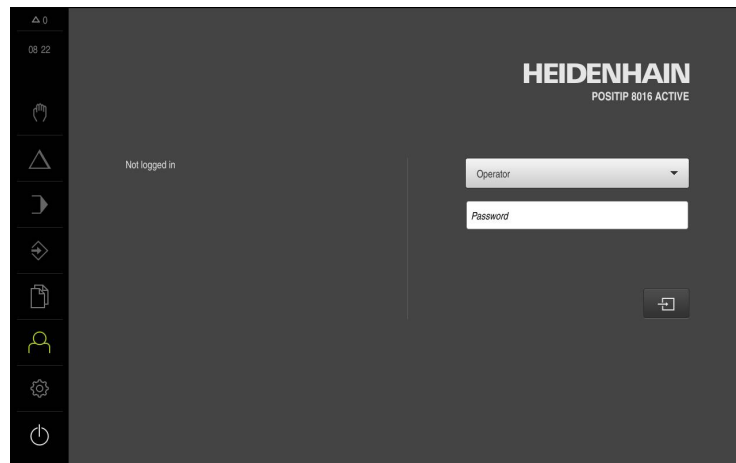 0
08 22
HEIDENHAIN
POSITIP 8016 ACTIVE
Not logged in
Operator
Password